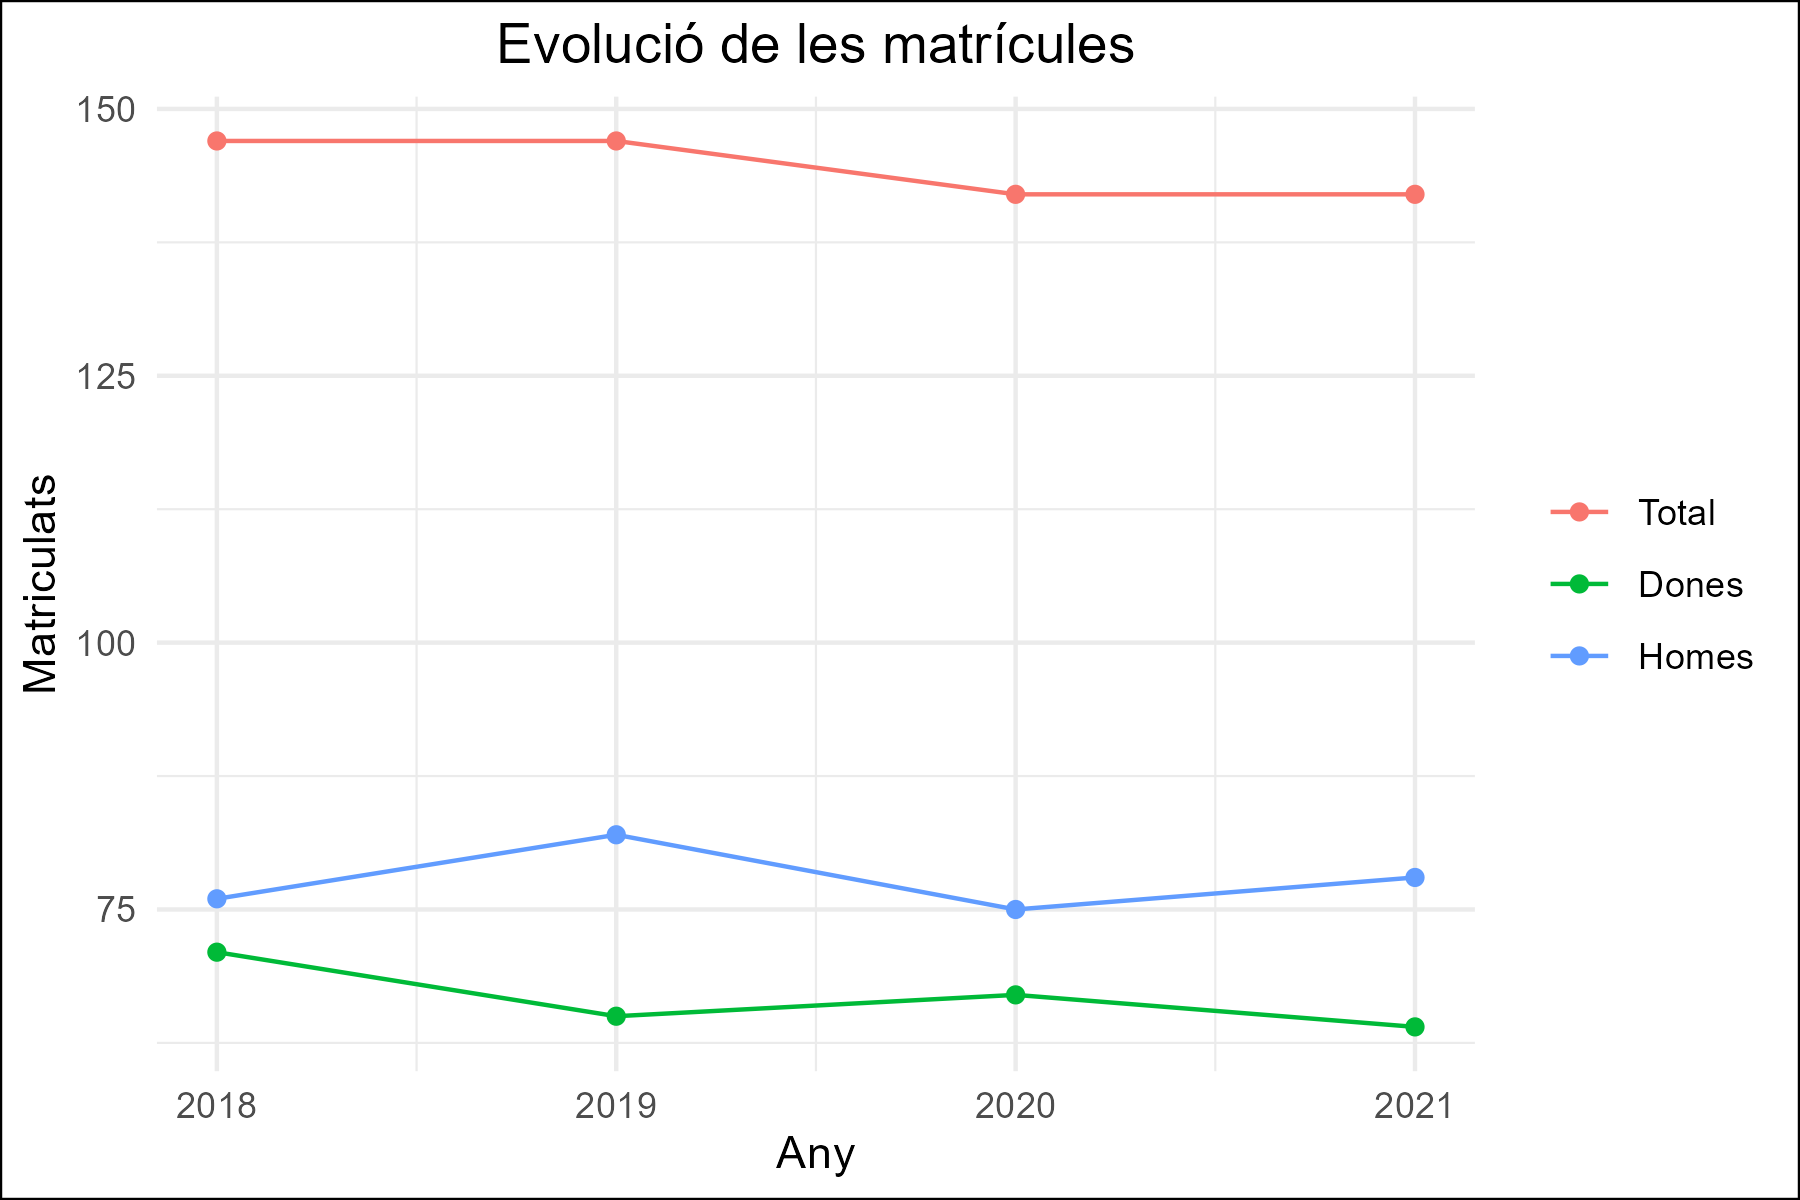 Evolució de les matrícules
Matriculats
150
125
100
75
2018
2019
2020
2021
Any
Total
Dones
Homes